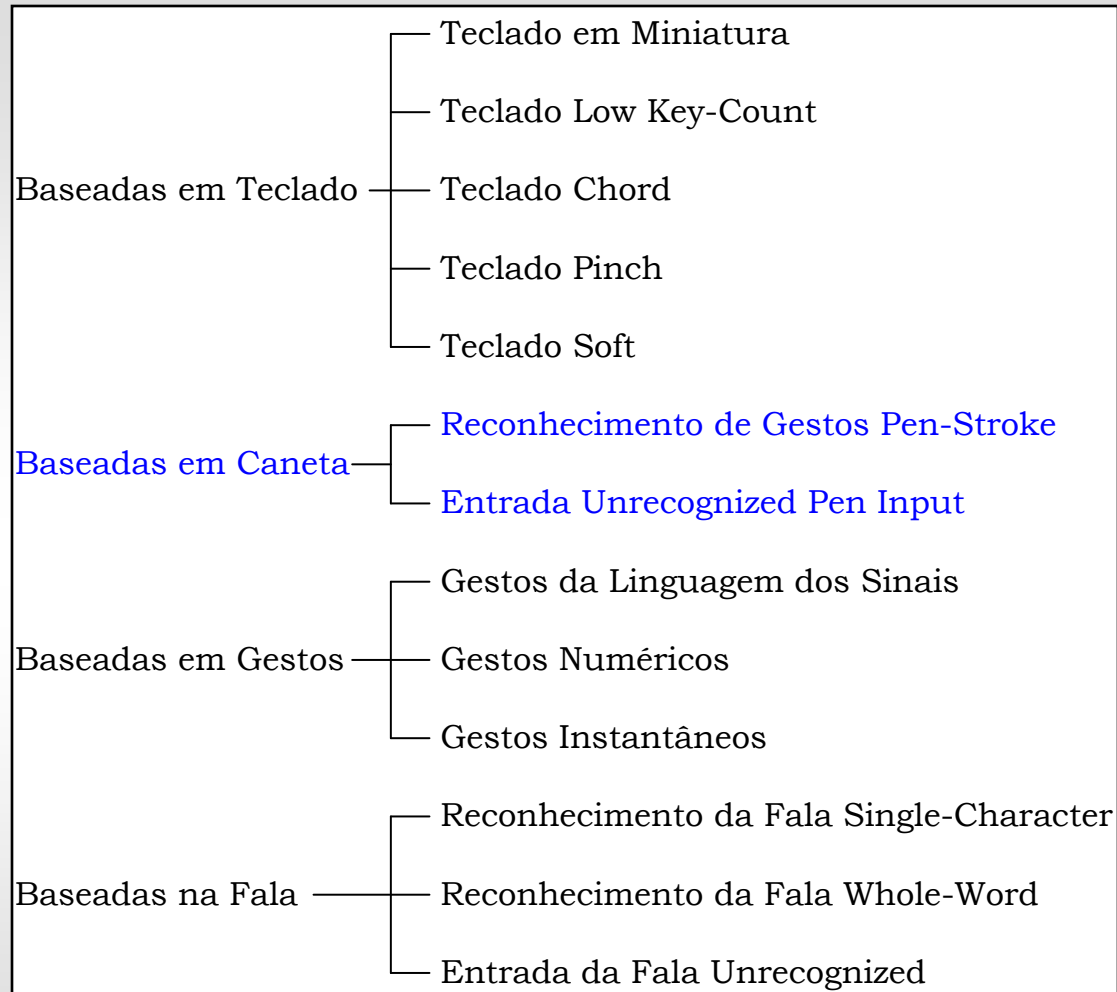 Teclado em Miniatura
Teclado Low Key-Count
Baseadas em Teclado
Teclado Chord
Teclado Pinch
Teclado Soft
Reconhecimento de Gestos Pen-Stroke
Baseadas em Caneta
Entrada Unrecognized Pen Input
Gestos da Linguagem dos Sinais
Baseadas em Gestos
Gestos Numéricos
Gestos Instantâneos
Reconhecimento da Fala Single-Character
Baseadas na Fala
Reconhecimento da Fala Whole-Word
Entrada da Fala Unrecognized